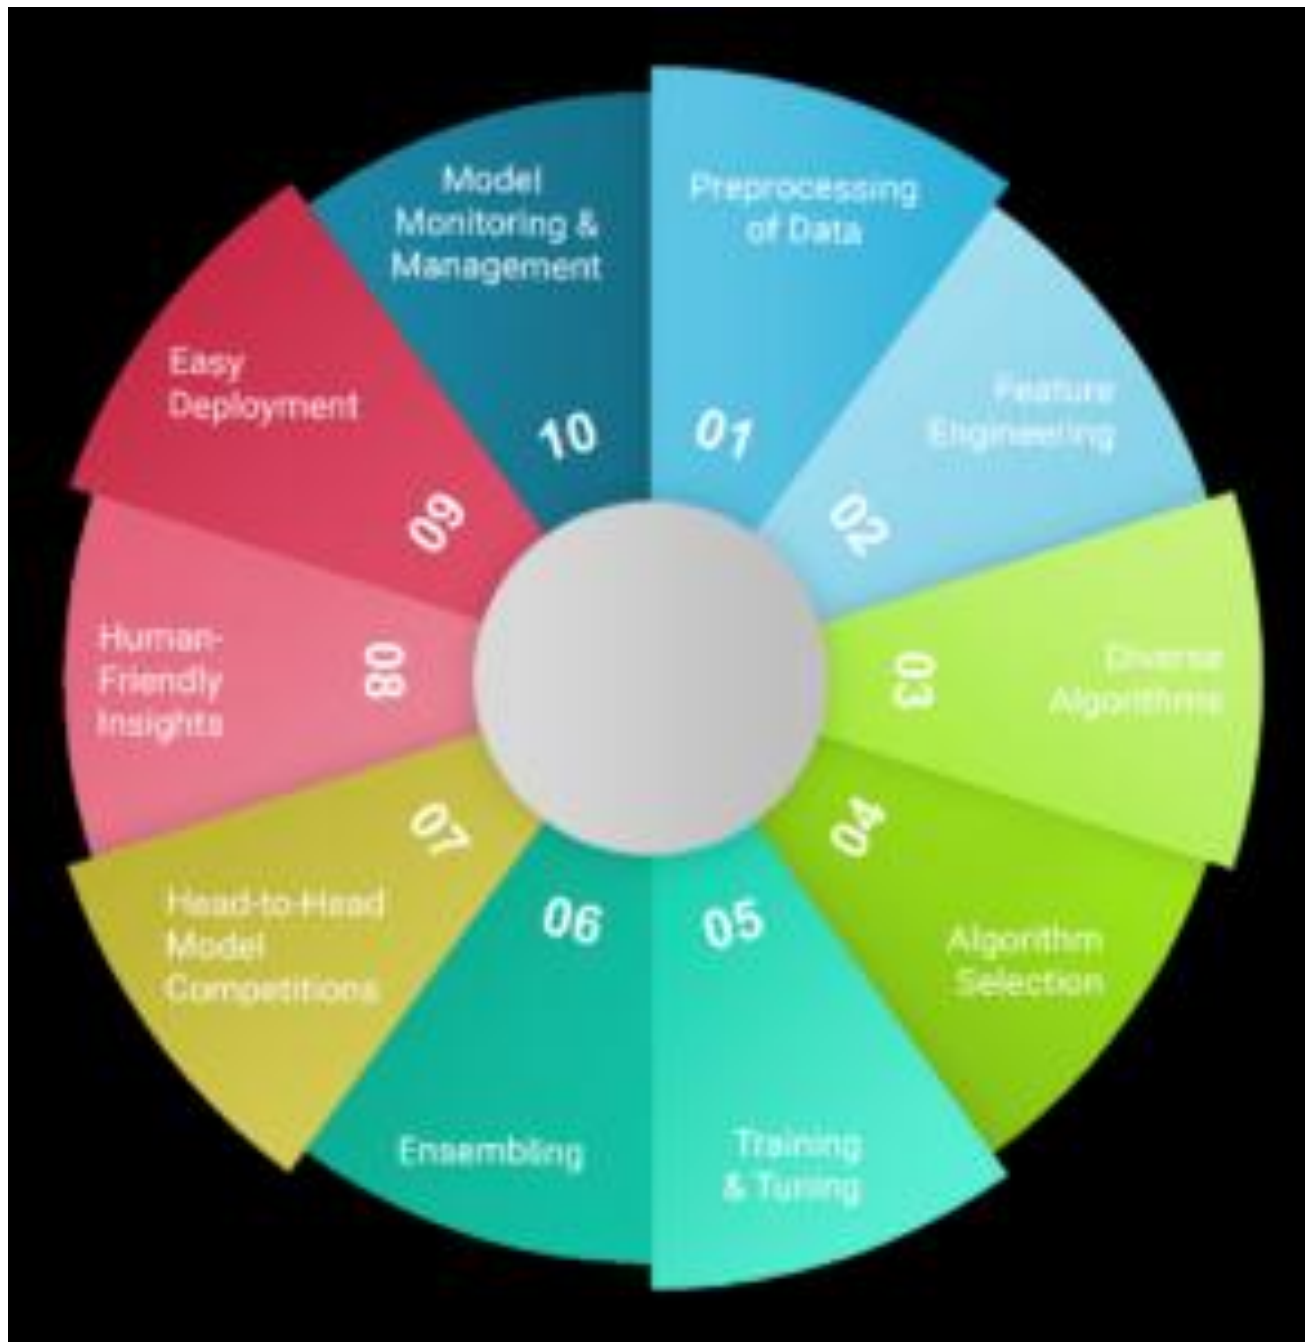 Preprocessing
of Data
01
Feature
Engineering
02
Diverse
Algorithms
03
Algorithm
Selection
04
Training
& Tuning
05
Ensembling
06
Head-to-Head
Model
Competitions
07
Human-
Friendly
Insights
08
Easy
Deployment
09
Model
Monitoring &
Management
10